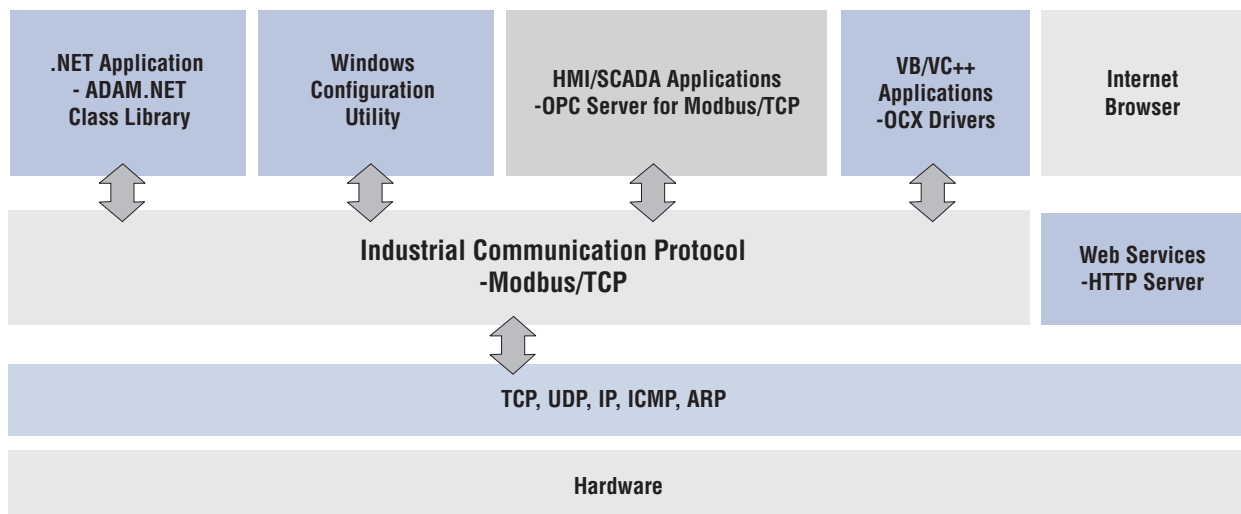 .NET Application
- ADAM.NET
Class Library
Windows
Configuration
Utility
HMI/SCADA Applications
-OPC Server for Modbus/TCP
VB/VC++
Applications
-OCX Drivers
Internet
Browser
Industrial Communication Protocol
-Modbus/TCP
Web Services
-HTTP Server
TCP, UDP, IP, ICMP, ARP
Hardware